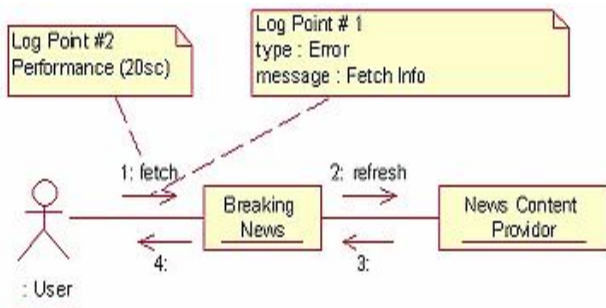 Log Point #2
Performance (20sc)
Log Point # 1
type : Error
message : Fetch Info
1: fetch
2: refresh
Breaking
News
News Content
Providor
4:
3:
: User